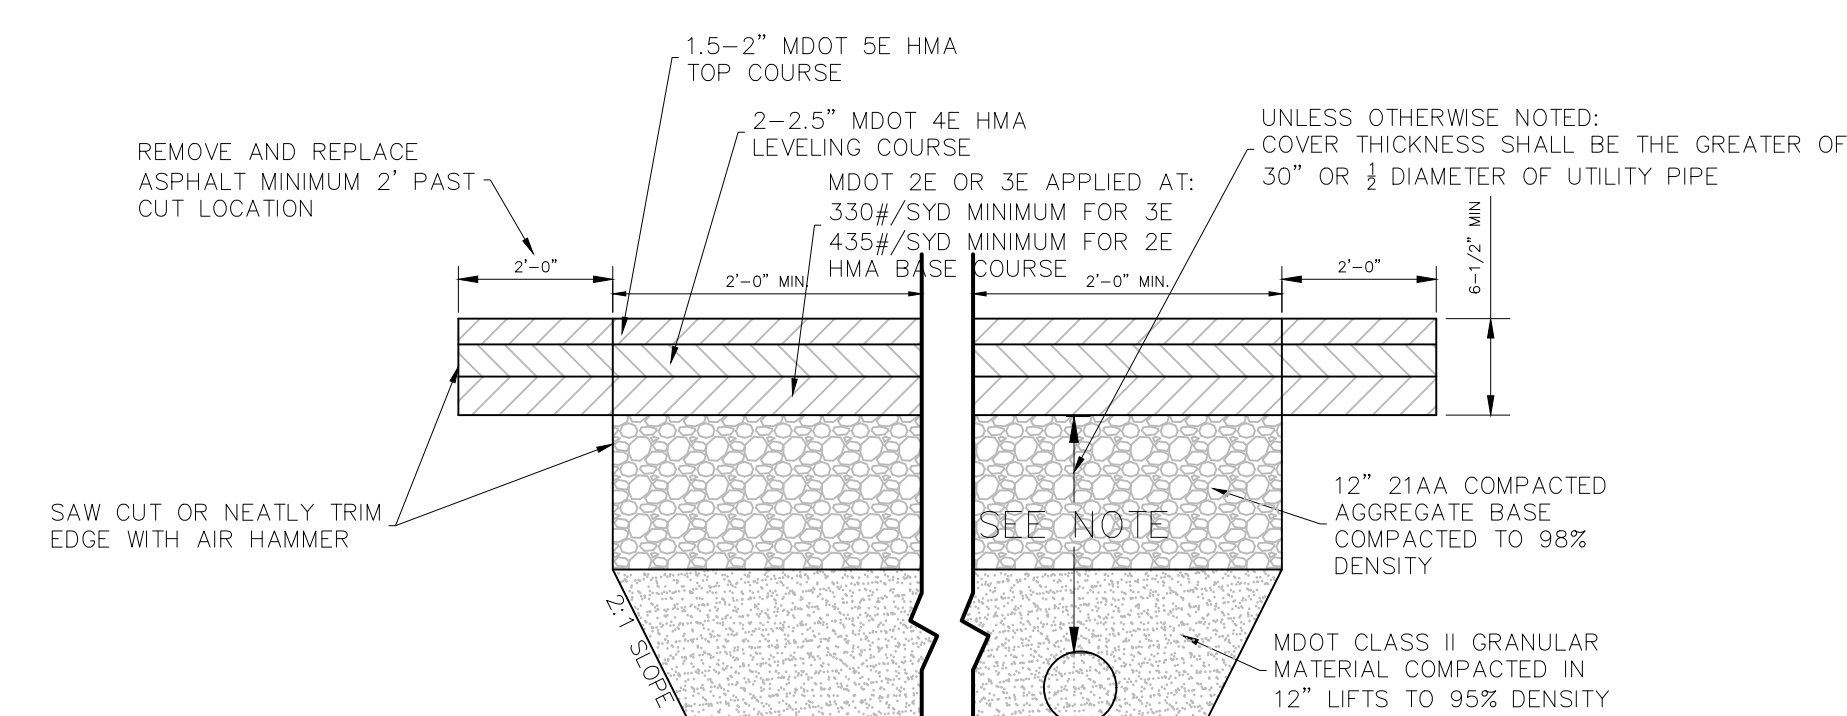 1.5-2" MDOT 5E HMA
TOP COURSE
2-2.5" MDOT 4E HMA
LEVELING COURSE
UNLESS OTHERWISE NOTED:
COVER THICKNESS SHALL BE THE GREATER OF
30" OR ½ DIAMETER OF UTILITY PIPE
REMOVE AND REPLACE
ASPHALT MINIMUM 2' PAST
CUT LOCATION
MDOT 2E OR 3E APPLIED AT:
330#/SYD MINIMUM FOR 3E
435#/SYD MINIMUM FOR 2E
HMA BASE COURSE
2'-0"
2'-0" MIN.
2'-0" MIN.
2'-0"
6-1/2" MIN
SAW CUT OR NEATLY TRIM
EDGE WITH AIR HAMMER
SEE NOTE
12" 21AA COMPACTED
AGGREGATE BASE
COMPACTED TO 98%
DENSITY
2:1 SLOPE
MDOT CLASS II GRANULAR
MATERIAL COMPACTED IN
12" LIFTS TO 95% DENSITY